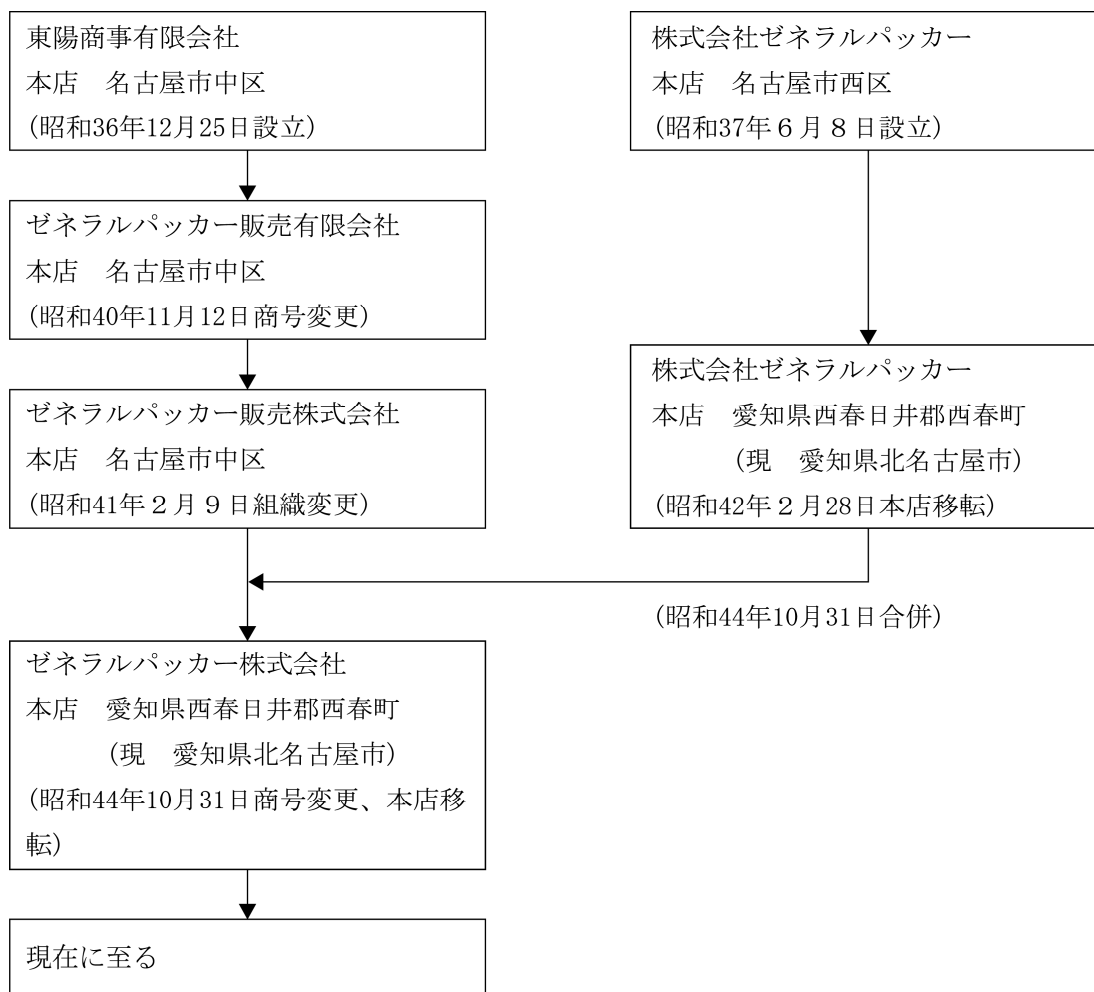 東陽商事有限会社
本店　名古屋市中区
(昭和36年12月25日設立)
株式会社ゼネラルパッカー
本店　名古屋市西区
(昭和37年６月８日設立)
ゼネラルパッカー販売有限会社
本店　名古屋市中区
(昭和40年11月12日商号変更)
ゼネラルパッカー販売株式会社
本店　名古屋市中区
(昭和41年２月９日組織変更)
株式会社ゼネラルパッカー
本店　愛知県西春日井郡西春町
(現　愛知県北名古屋市)
(昭和42年２月28日本店移転)
(昭和44年10月31日合併)
ゼネラルパッカー株式会社
本店　愛知県西春日井郡西春町
(現　愛知県北名古屋市)
(昭和44年10月31日商号変更、本店移
転)
現在に至る